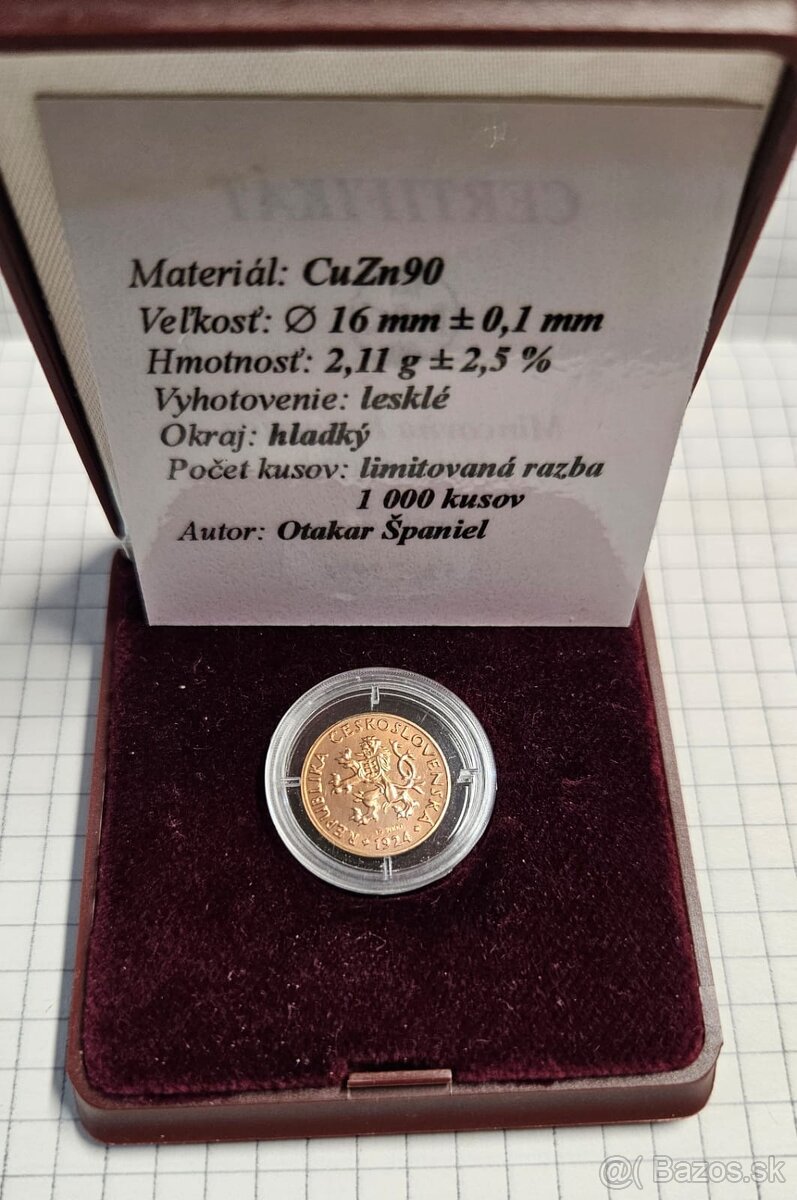 CERTIFIKÁT
Materiál: CuZn90
Veľkosť: ∅ 16 mm ± 0,1 mm
Hmotnosť: 2,11 g ± 2,5 %
Vyhotovenie: lesklé
Okraj: hladký
Počet kusov: limitovaná razba
1 000 kusov
Autor: Otakar Španiel
REPUBLIKA ČESKOSLOVENSKÁ
1924
@( Bazos.sk